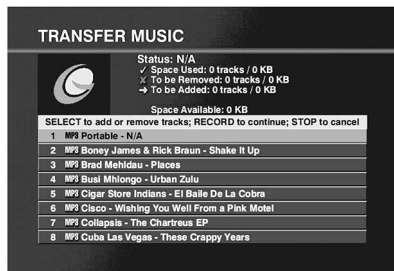 TRANSFER MUSIC
Status: N/A
✓ Space Used: 0 tracks / 0 KB
✘ To be Removed: 0 tracks / 0 KB
➔ To be Added: 0 tracks / 0 KB
Space Available: 0 KB
SELECT to add or remove tracks; RECORD to continue; STOP to cancel
1 MP3 Portable - N/A
2 MP3 Boney James & Rick Braun - Shake It Up
3 MP3 Brad Mehldau - Places
4 MP3 Busi Mhlongo - Urban Zulu
5 MP3 Cigar Store Indians - El Baile De La Cobra
6 MP3 Cisco - Wishing You Well From a Pink Motel
7 MP3 Collapsis - The Chartreus EP
8 MP3 Cuba Las Vegas - These Crappy Years